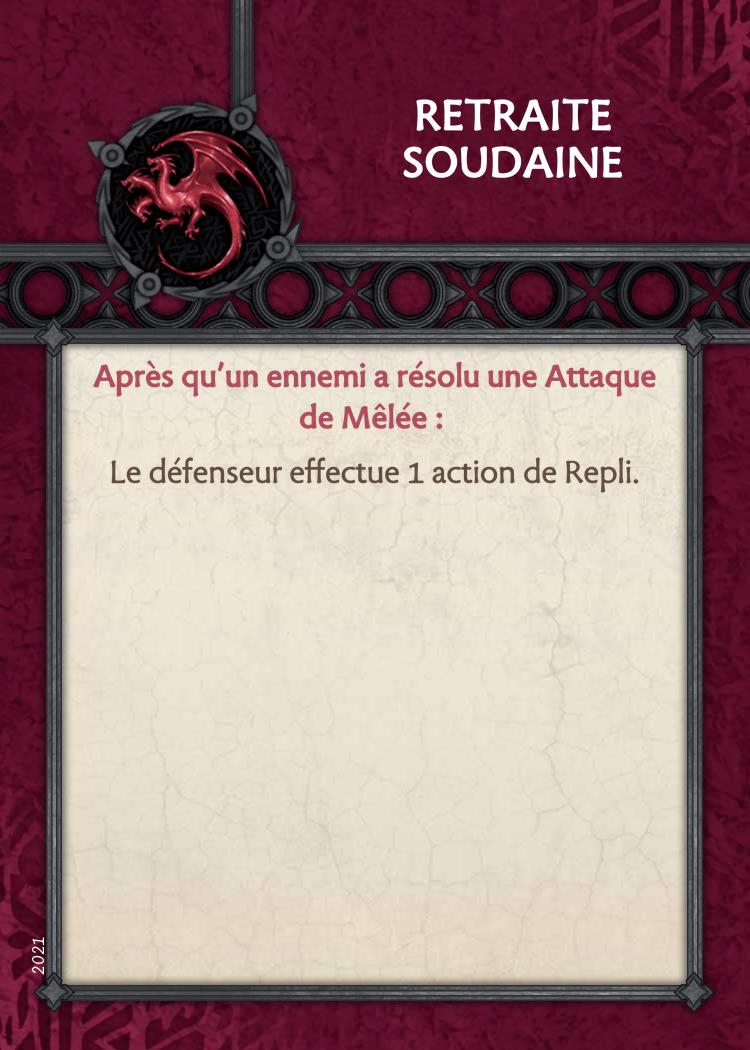 RETRAITE
SOUDAINE
Après qu'un ennemi a résolu une Attaque
de Mêlée :
Le défenseur effectue 1 action de Repli.
2021